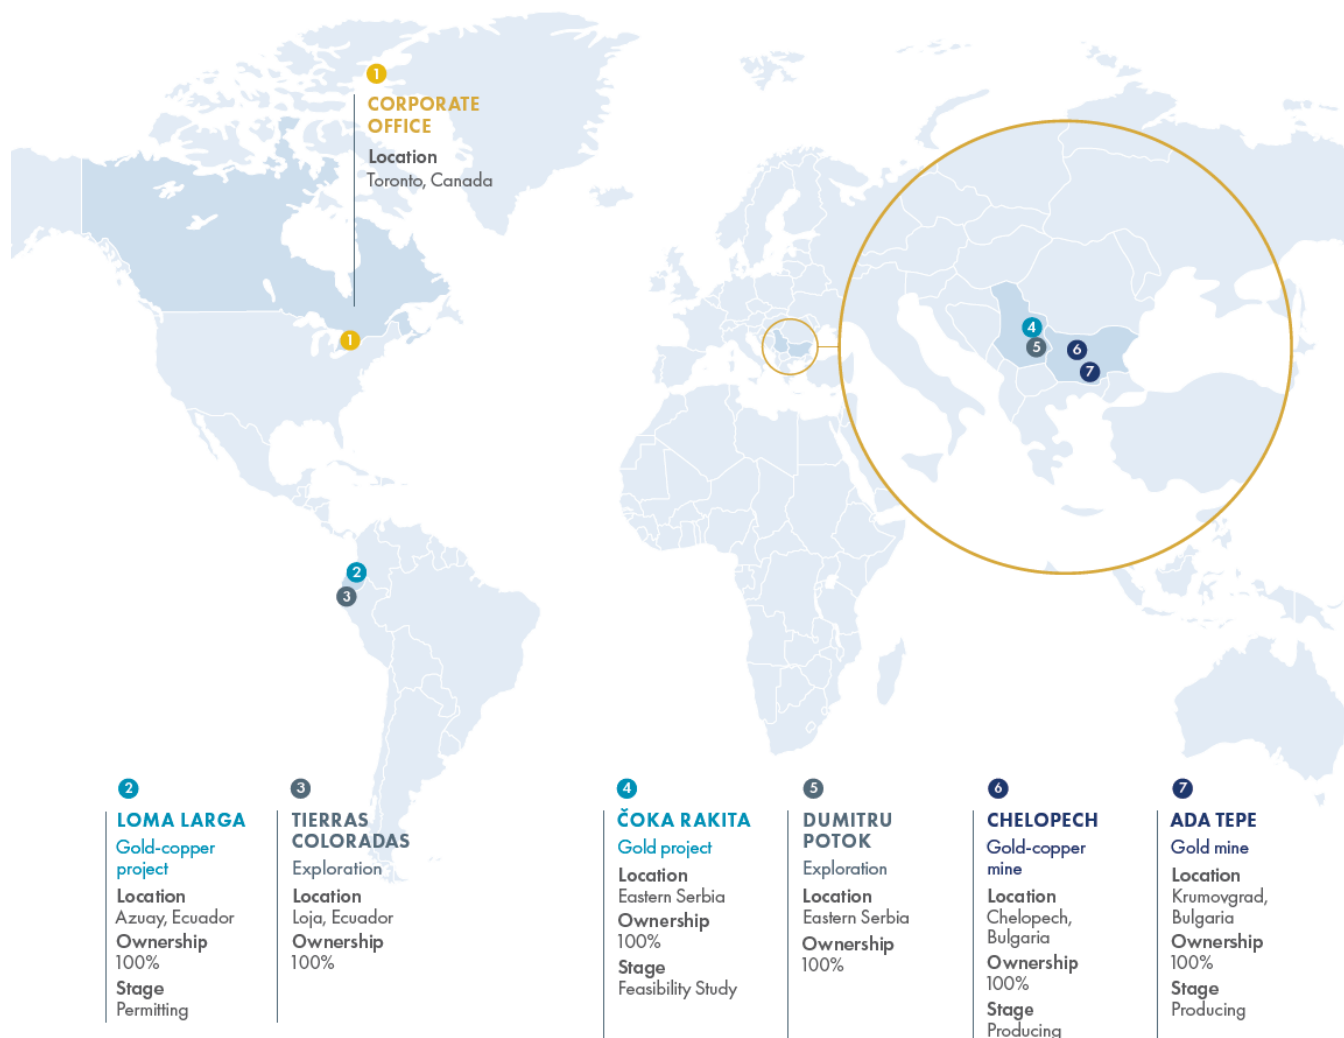 1
CORPORATE
OFFICE
Location
Toronto, Canada
1
4
5
6
7
2
3
2
LOMA LARGA
Gold-copper
project
Location
Azuay, Ecuador
Ownership
100%
Stage
Permitting
3
TIERRAS
COLORADAS
Exploration
Location
Loja, Ecuador
Ownership
100%
4
ČOKA RAKITA
Gold project
Location
Eastern Serbia
Ownership
100%
Stage
Feasibility Study
5
DUMITRU
POTOK
Exploration
Location
Eastern Serbia
Ownership
100%
6
CHELOPECH
Gold-copper
mine
Location
Chelopech,
Bulgaria
Ownership
100%
Stage
Producing
7
ADA TEPE
Gold mine
Location
Krumovgrad,
Bulgaria
Ownership
100%
Stage
Producing